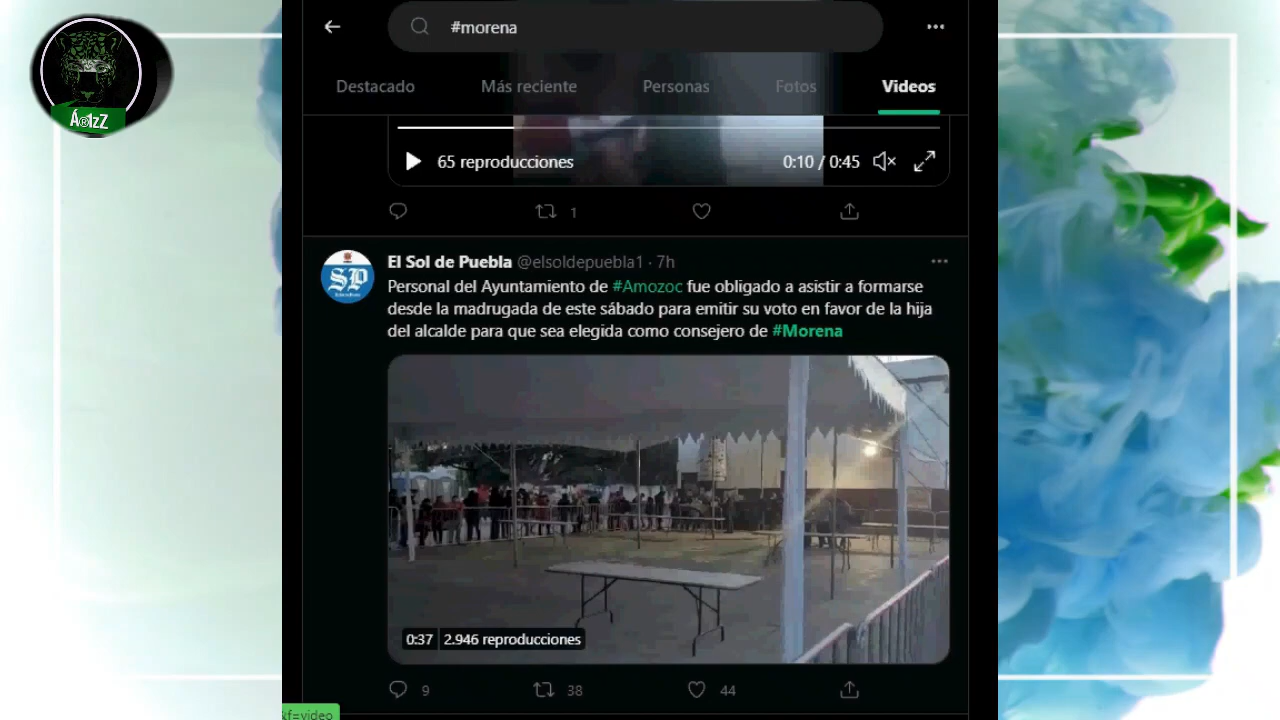 #morena
Destacado Más reciente Personas Fotos Videos
65 reproducciones 0:10 / 0:45
1
El Sol de Puebla @elsoldepuebla1 · 7h
Personal del Ayuntamiento de #Amozoc fue obligado a asistir a formarse
desde la madrugada de este sábado para emitir su voto en favor de la hija
del alcalde para que sea elegida como consejero de #Morena
SP
0:37 2.946 reproducciones
9 38 44
&f=video